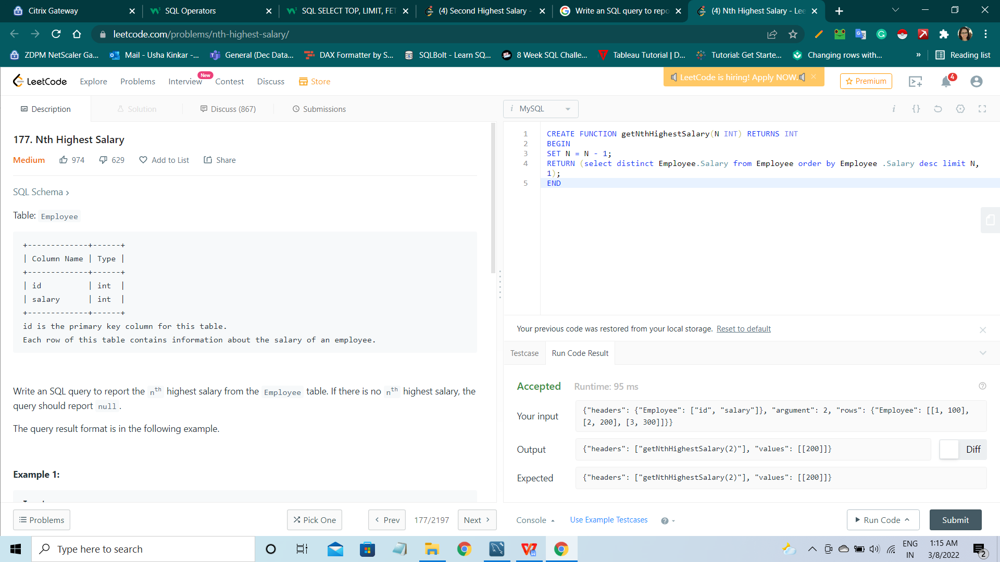 Citrix Gateway
SQL Operators
SQL SELECT TOP, LIMIT, FET
(4) Second Highest Salary -
Write an SQL query to repo
(4) Nth Highest Salary - Lee
leetcode.com/problems/nth-highest-salary/
ZDPM NetScaler Ga...
Mail - Usha Kinkar -...
General (Dec Data...
DAX Formatter by S...
SQLBolt - Learn SQ...
8 Week SQL Challe...
Tableau Tutorial | D...
Tutorial: Get Starte...
Changing rows with...
»
Reading list
LeetCode
Explore
Problems
Interview
New
Contest
Discuss
Store
LeetCode is hiring! Apply NOW.
Premium
4
Description
Solution
Discuss (867)
Submissions
i MySQL
177. Nth Highest Salary
Medium
974
629
Add to List
Share
SQL Schema ›
Table: Employee
+-------------+------+
| Column Name | Type |
+-------------+------+
| id          | int  |
| salary      | int  |
+-------------+------+
id is the primary key column for this table.
Each row of this table contains information about the salary of an employee.
Write an SQL query to report the nth highest salary from the Employee table. If there is no nth highest salary, the
query should report null .
The query result format is in the following example.
Example 1:
Problems
Pick One
‹ Prev
177/2197
Next ›
1 CREATE FUNCTION getNthHighestSalary(N INT) RETURNS INT
2 BEGIN
3 SET N = N - 1;
4 RETURN (select distinct Employee.Salary from Employee order by Employee .Salary desc limit N,
1);
5 END
Your previous code was restored from your local storage. Reset to default
Testcase
Run Code Result
Accepted
Runtime: 95 ms
Your input
{"headers": {"Employee": ["id", "salary"]}, "argument": 2, "rows": {"Employee": [[1, 100],
[2, 200], [3, 300]]}}
Output
{"headers": ["getNthHighestSalary(2)"], "values": [[200]]}
Diff
Expected
{"headers": ["getNthHighestSalary(2)"], "values": [[200]]}
Console
Use Example Testcases
Run Code
Submit
Type here to search
ENG
IN
1:15 AM
3/8/2022
2